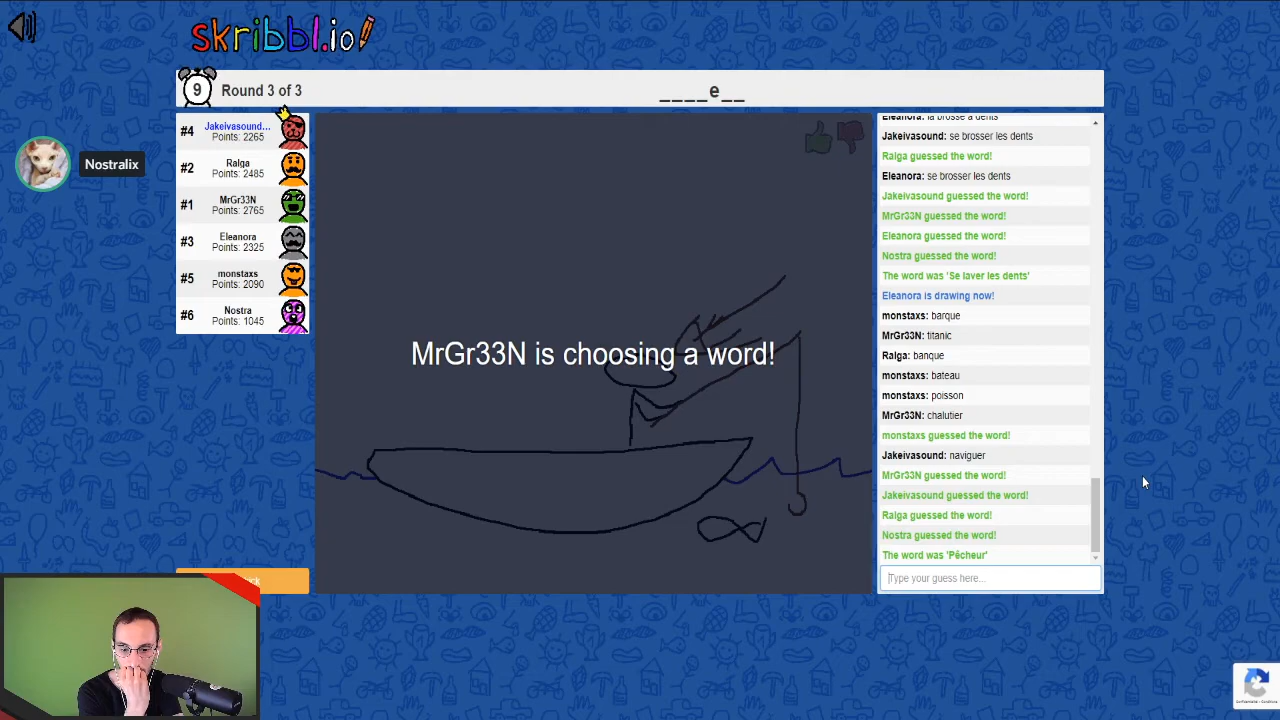 skribbl.io
9
Round 3 of 3
____e__
#4
Jakeivasound...
Points: 2265
#2
Ralga
Points: 2485
#1
MrGr33N
Points: 2765
#3
Eleanora
Points: 2325
#5
monstaxs
Points: 2090
#6
Nostra
Points: 1045
Nostralix
MrGr33N is choosing a word!
Eleanora: la brosse à dents
Jakeivasound: se brosser les dents
Ralga guessed the word!
Eleanora: se brosser les dents
Jakeivasound guessed the word!
MrGr33N guessed the word!
Eleanora guessed the word!
Nostra guessed the word!
The word was 'Se laver les dents'
Eleanora is drawing now!
monstaxs: barque
MrGr33N: titanic
Ralga: banque
monstaxs: bateau
monstaxs: poisson
MrGr33N: chalutier
monstaxs guessed the word!
Jakeivasound: naviguer
MrGr33N guessed the word!
Jakeivasound guessed the word!
Ralga guessed the word!
Nostra guessed the word!
The word was 'Pêcheur'
Type your guess here...